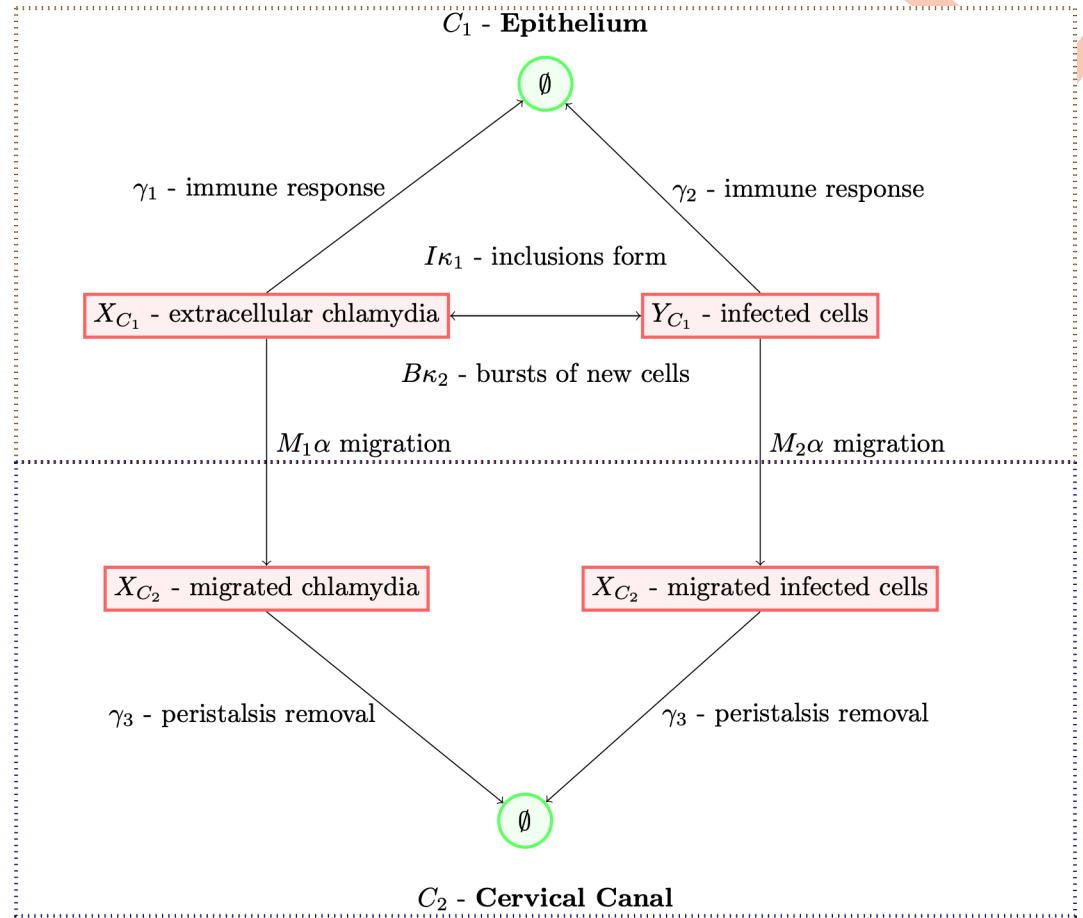 C₁ - Epithelium
∅
γ₁ - immune response
γ₂ - immune response
Iκ₁ - inclusions form
X_{C₁} - extracellular chlamydia
Y_{C₁} - infected cells
Bκ₂ - bursts of new cells
M₁α migration
M₂α migration
X_{C₂} - migrated chlamydia
X_{C₂} - migrated infected cells
γ₃ - peristalsis removal
γ₃ - peristalsis removal
∅
C₂ - Cervical Canal